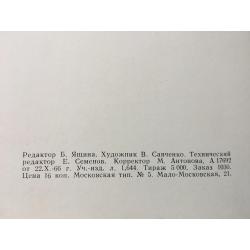 Редактор Б. Яшина. Художник В. Савченко. Технический
редактор Е. Семенов. Корректор М. Антонова, А 17692
от 22.X.-66 г. Уч.-изд. л. 1,644. Тираж 5 000. Заказ 1030.
Цена 16 коп. Московская тип. № 5. Мало-Московская, 21.